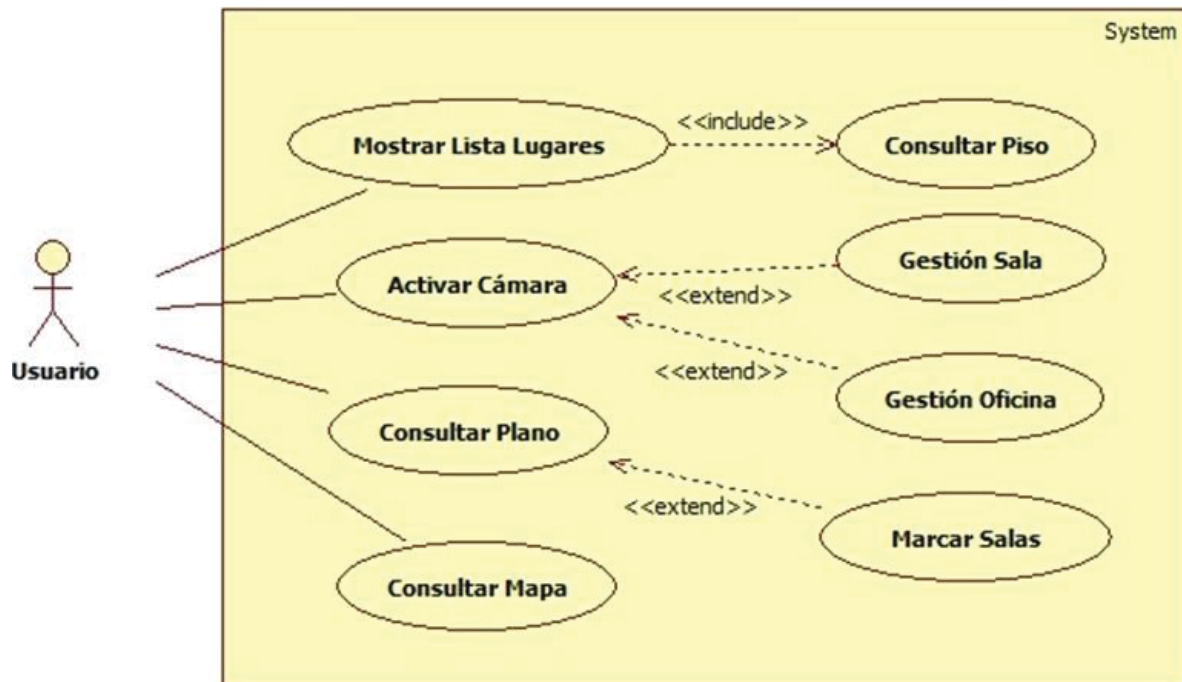 System
<<include>>
Mostrar Lista Lugares
Consultar Piso
Gestión Sala
Activar Cámara
<<extend>>
Usuario
<<extend>>
Gestión Oficina
Consultar Plano
<<extend>>
Marcar Salas
Consultar Mapa